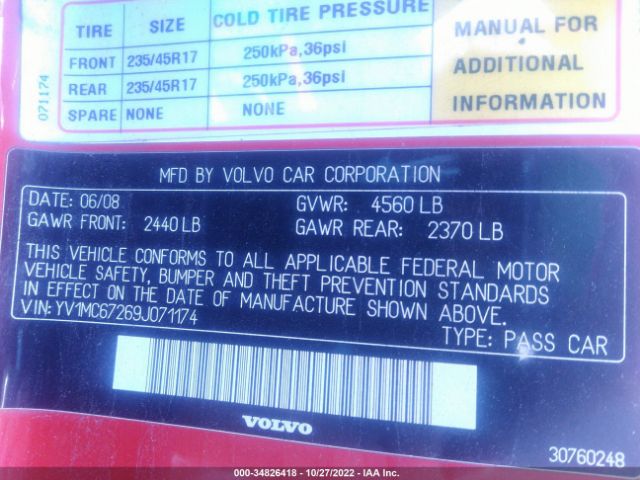 TIRE SIZE COLD TIRE PRESSURE
FRONT 235/45R17 250kPa,36psi
REAR 235/45R17 250kPa,36psi
SPARE NONE NONE
MANUAL FOR
ADDITIONAL
INFORMATION
071174
MFD BY VOLVO CAR CORPORATION
DATE: 06/08 GVWR: 4560 LB
GAWR FRONT: 2440 LB GAWR REAR: 2370 LB
THIS VEHICLE CONFORMS TO ALL APPLICABLE FEDERAL MOTOR
VEHICLE SAFETY, BUMPER AND THEFT PREVENTION STANDARDS
IN EFFECT ON THE DATE OF MANUFACTURE SHOWN ABOVE.
VIN: YV1MC67269J071174
TYPE: PASS CAR
VOLVO
30760248
000-34826418 - 10/27/2022 - IAA Inc.